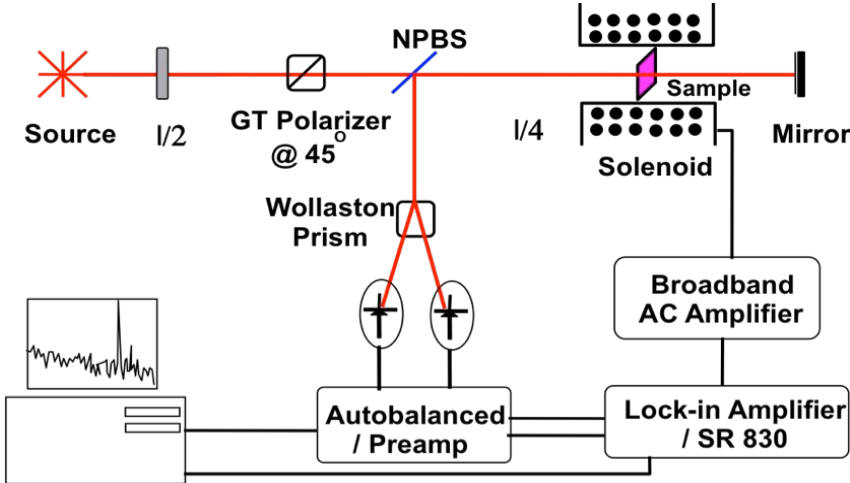 NPBS
Source
l/2
GT Polarizer
@ 45°
l/4
Sample
Solenoid
Mirror
Wollaston
Prism
Broadband
AC Amplifier
Autobalanced
/ Preamp
Lock-in Amplifier
/ SR 830